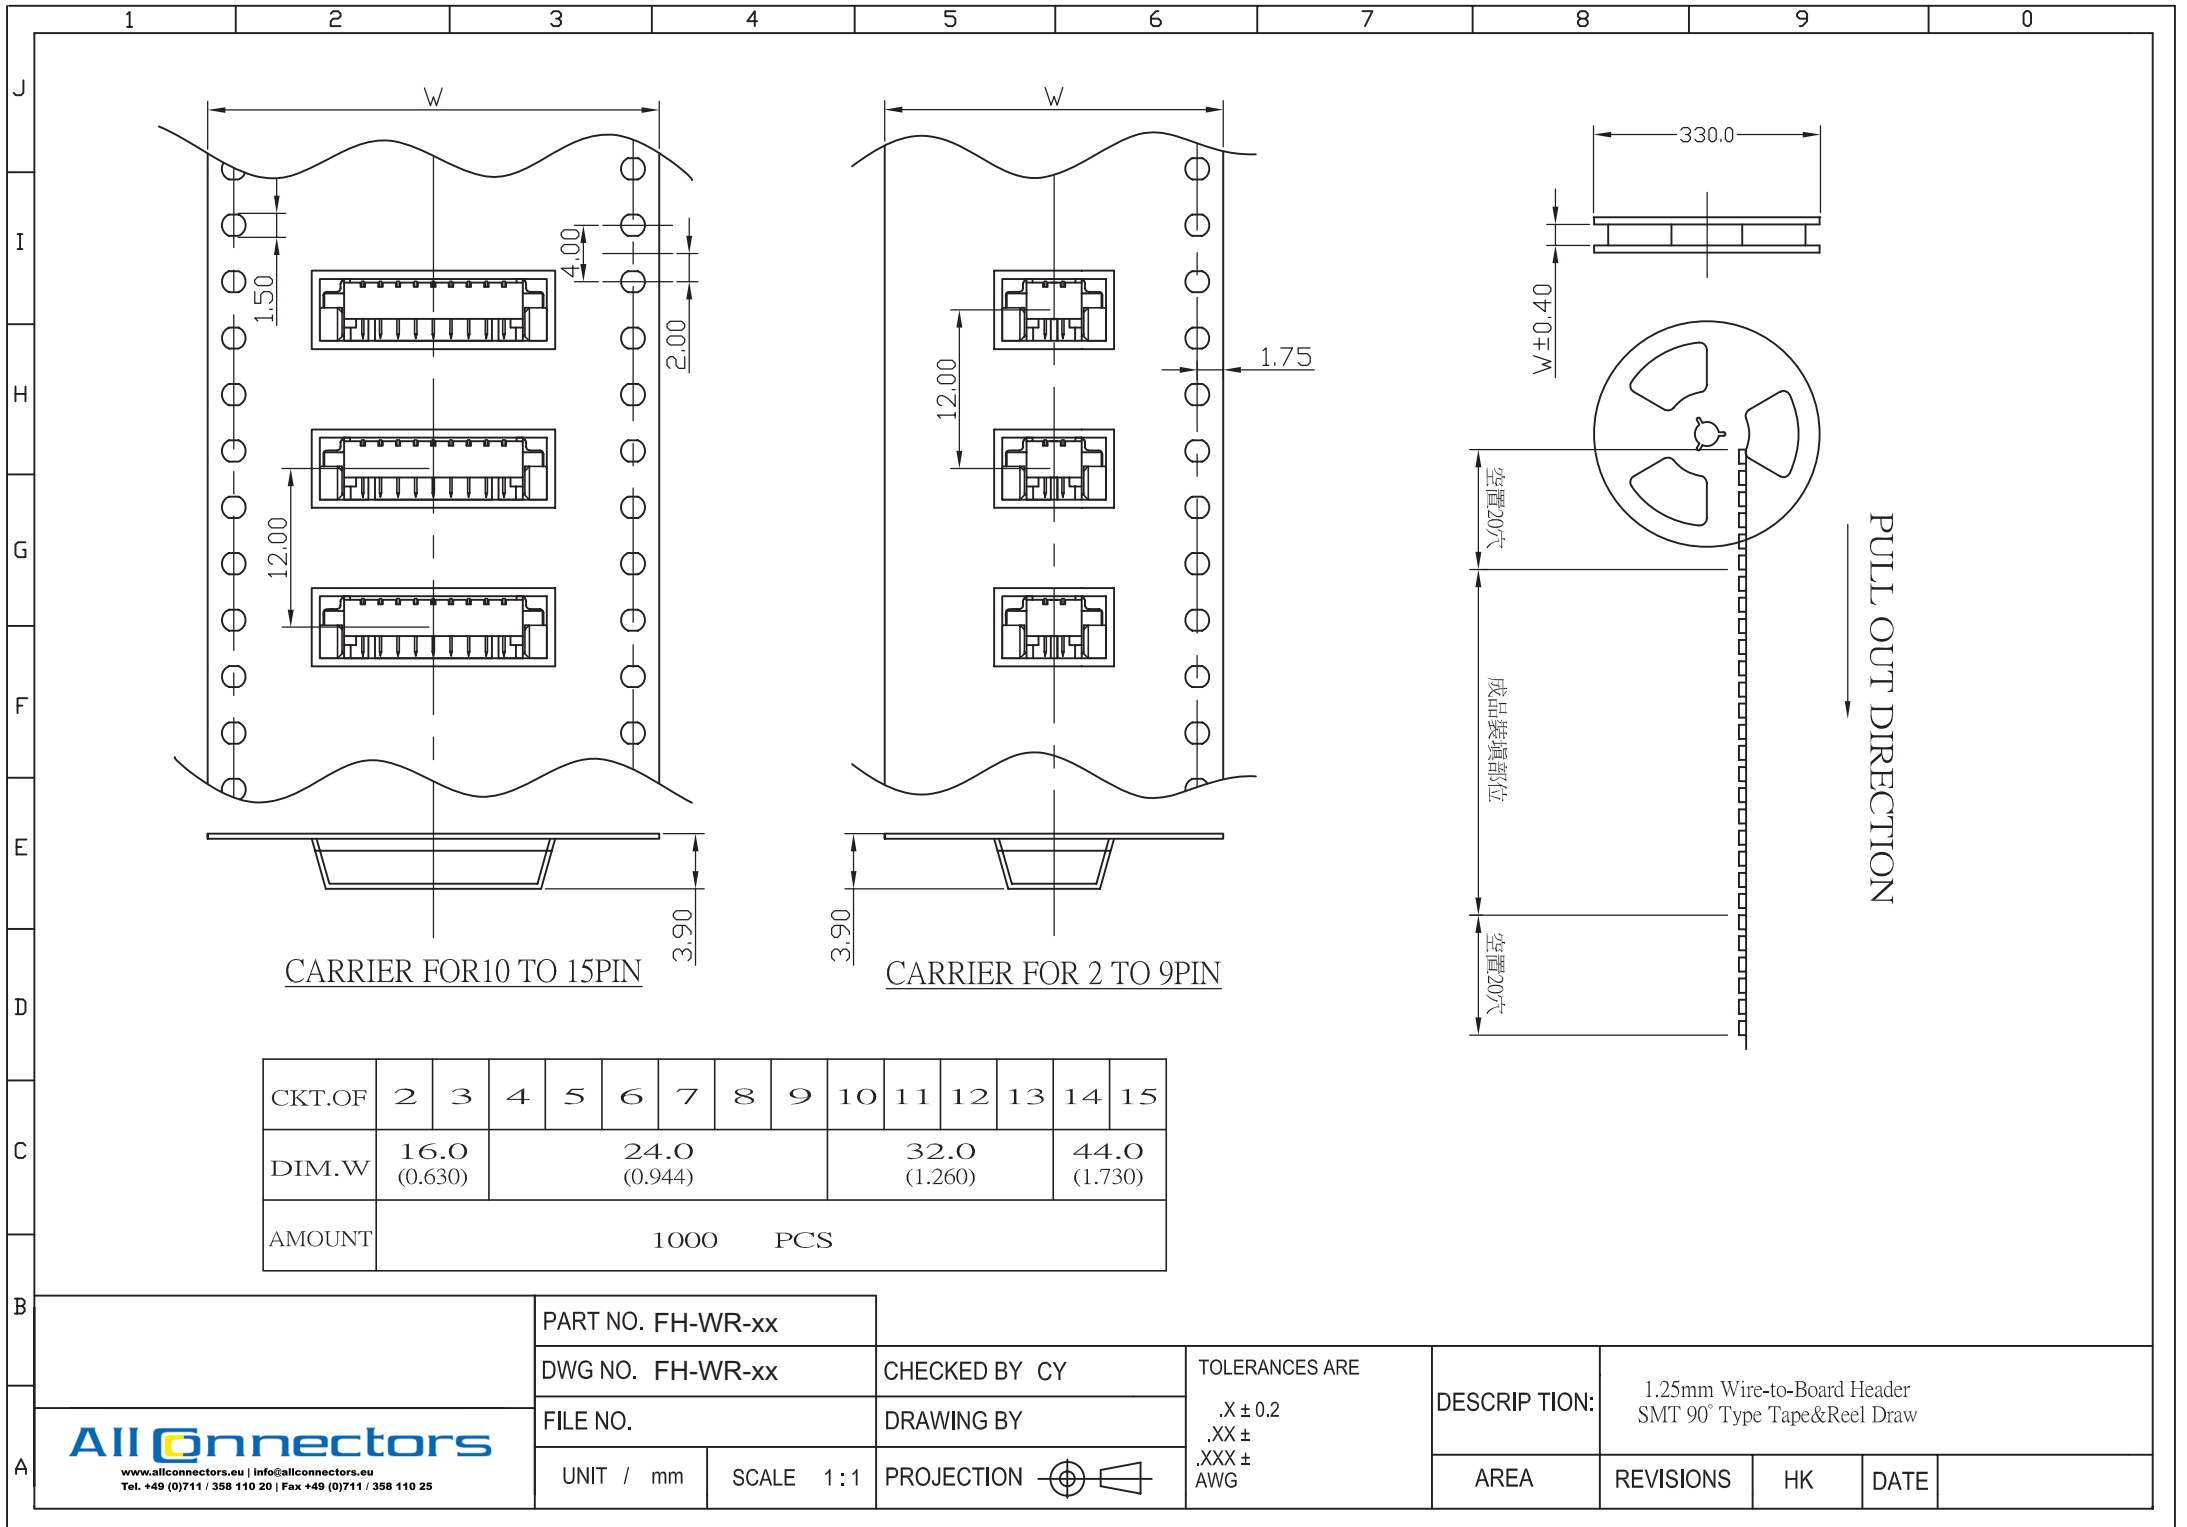 1 2 3 4 5 6 7 8 9 0
J
I
H
G
F
E
D
C
B
A
W
W
330.0
1.50
4.00
2.00
12.00
12.00
1.75
W±0.40
3.90
3.90
CARRIER FOR10 TO 15PIN
CARRIER FOR 2 TO 9PIN
空置20穴
成品裝塡部位
空置20穴
PULL OUT DIRECTION
CKT.OF 2 3 4 5 6 7 8 9 10 11 12 13 14 15
DIM.W 16.0 24.0 32.0 44.0
(0.630) (0.944) (1.260) (1.730)
AMOUNT 1000 PCS
PART NO. FH-WR-xx
DWG NO. FH-WR-xx
FILE NO.
UNIT / mm SCALE 1:1
CHECKED BY CY
DRAWING BY
PROJECTION
TOLERANCES ARE
.X ± 0.2
.XX ±
.XXX ±
AWG
DESCRIP TION:
1.25mm Wire-to-Board Header
SMT 90° Type Tape&Reel Draw
AREA REVISIONS HK DATE
All Connectors
www.allconnectors.eu | info@allconnectors.eu
Tel. +49 (0)711 / 358 110 20 | Fax +49 (0)711 / 358 110 25